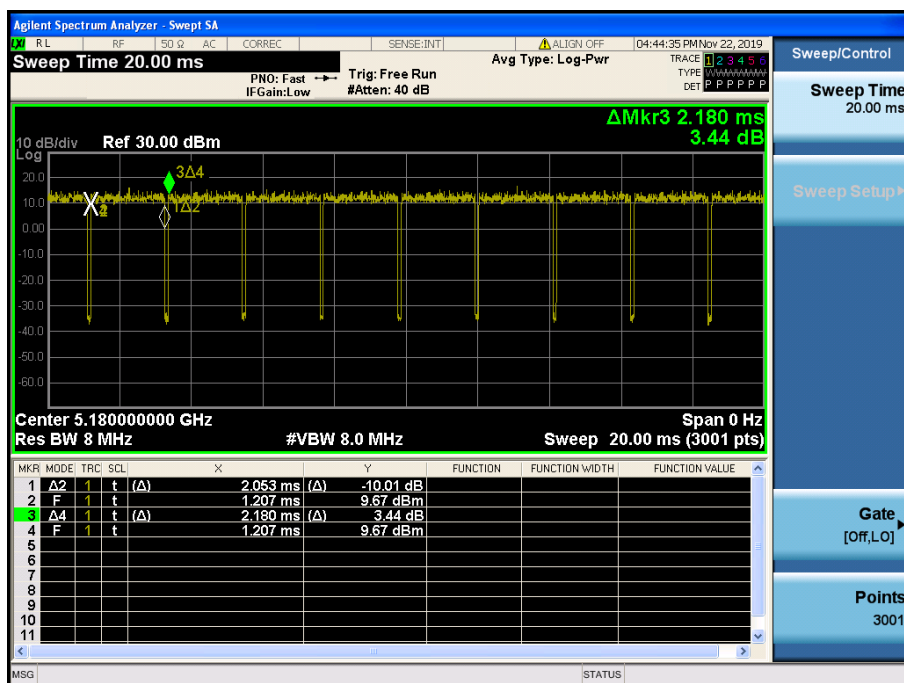 Agilent Spectrum Analyzer - Swept SA
LXI RL RF 50 Ω AC CORREC SENSE:INT ALIGN OFF 04:44:35 PM Nov 22, 2019
Sweep Time 20.00 ms
PNO: Fast
IFGain:Low
Trig: Free Run
#Atten: 40 dB
Avg Type: Log-Pwr
TRACE 1 2 3 4 5 6
TYPE
DET P P P P P P
ΔMkr3 2.180 ms
3.44 dB
10 dB/div Ref 30.00 dBm
Log
20.0
10.0
0.00
-10.0
-20.0
-30.0
-40.0
-50.0
-60.0
3Δ4
1Δ2
Center 5.180000000 GHz Span 0 Hz
Res BW 8 MHz #VBW 8.0 MHz Sweep 20.00 ms (3001 pts)
MKR MODE TRC SCL X Y FUNCTION FUNCTION WIDTH FUNCTION VALUE
1 Δ2 1 t (Δ) 2.053 ms (Δ) -10.01 dB
2 F 1 t 1.207 ms 9.67 dBm
3 Δ4 1 t (Δ) 2.180 ms (Δ) 3.44 dB
4 F 1 t 1.207 ms 9.67 dBm
5
6
7
8
9
10
11
MSG STATUS
Sweep/Control
Sweep Time
20.00 ms
Sweep Setup
Gate
[Off,LO]
Points
3001